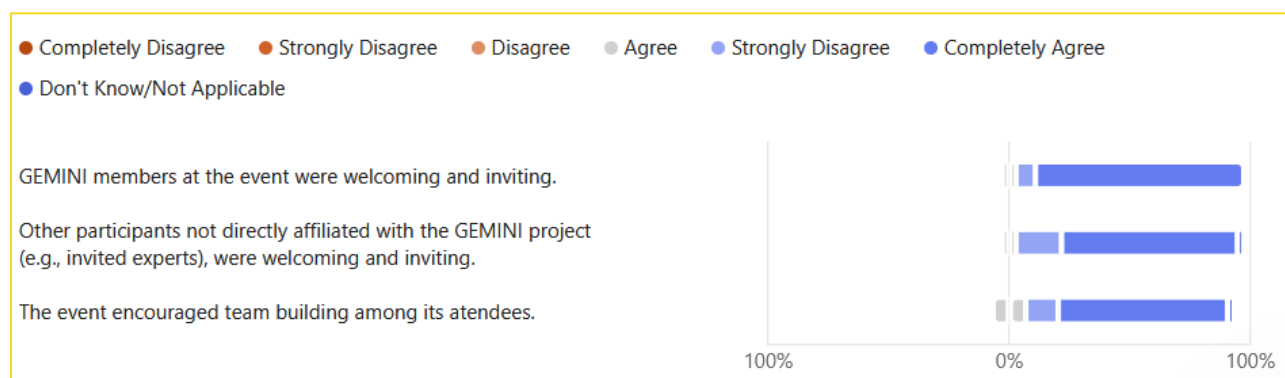 Completely Disagree Strongly Disagree Disagree Agree Strongly Disagree Completely Agree
Don't Know/Not Applicable
GEMINI members at the event were welcoming and inviting.
Other participants not directly affiliated with the GEMINI project
(e.g., invited experts), were welcoming and inviting.
The event encouraged team building among its atendees.
100% 0% 100%